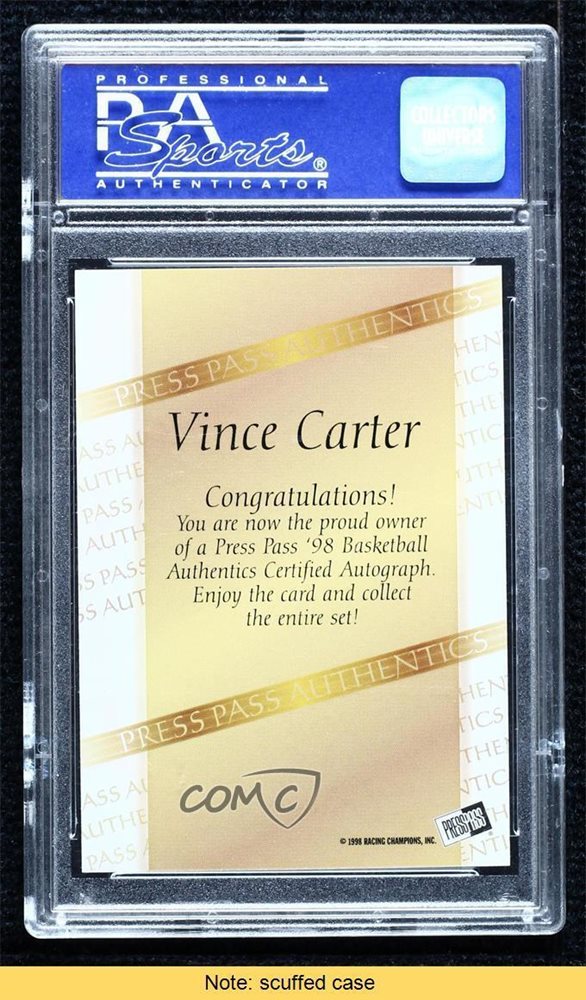 PROFESSIONAL
PSA
Sports®
AUTHENTICATOR
COLLECTORS
UNIVERSE
PRESS PASS AUTHENTICS
Vince Carter
Congratulations!
You are now the proud owner
of a Press Pass '98 Basketball
Authentics Certified Autograph.
Enjoy the card and collect
the entire set!
PRESS PASS AUTHENTICS
COMC
© 1998 RACING CHAMPIONS, INC.
PRESS PASS
Note: scuffed case